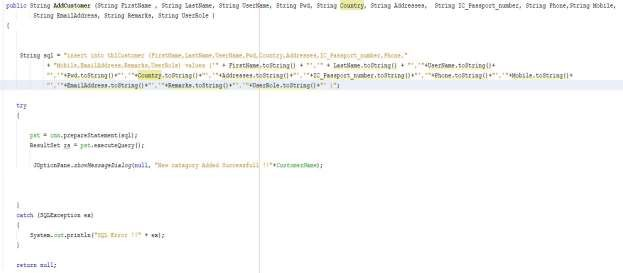 public String AddCustomer (String FirstName , String LastName, String UserName, String Pwd, String Country, String Addresses, String IC_Passport_number, String Phone,String Mobile,
String EmailAddress, String Remarks, String UserRole )
{
String sql = "insert into tblCustomer (FirstName,LastName,UserName,Pwd,Country,Addresses,IC_Passport_number,Phone,"
+ "Mobile,EmailAddress,Remarks,UserRole) values ('" + FirstName.toString() + "','" + LastName.toString() + "','"+UserName.toString()+
"','"+Pwd.toString()+"','"+Country.toString()+"','"+Addresses.toString()+"','"+IC_Passport_number.toString()+"','"+Phone.toString()+"','"+Mobile.toString()+
"','"+EmailAddress.toString()+"','"+Remarks.toString()+"','"+UserRole.toString()+"' )";
try
{
pst = cnn.prepareStatement(sql);
ResultSet rs = pst.executeQuery();
JOptionPane.showMessageDialog(null, "New category Added Successfull !!"+CustomerName);
}
catch (SQLException ex)
{
System.out.println("SQL Error !!" + ex);
}
return null;